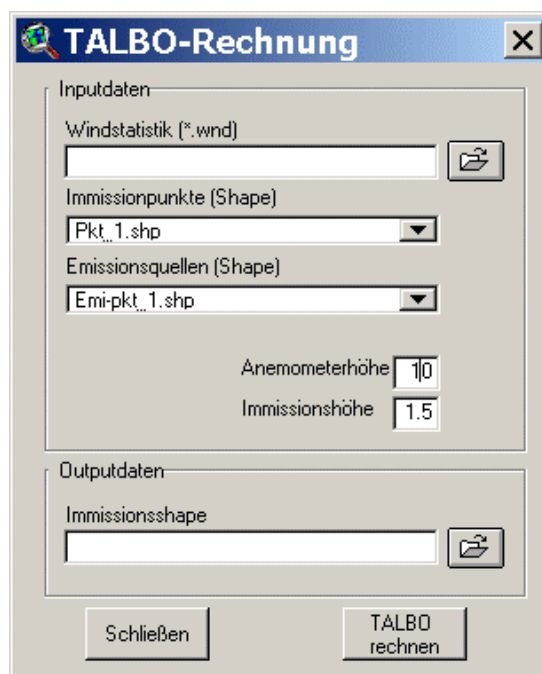 TALBO-Rechnung
Inputdaten
Windstatistik (*.wnd)
Immissionpunkte (Shape)
Pkt_1.shp
Emissionsquellen (Shape)
Emi-pkt_1.shp
Anemometerhöhe 10
Immissionshöhe 1.5
Outputdaten
Immissionsshape
Schließen
TALBO
rechnen